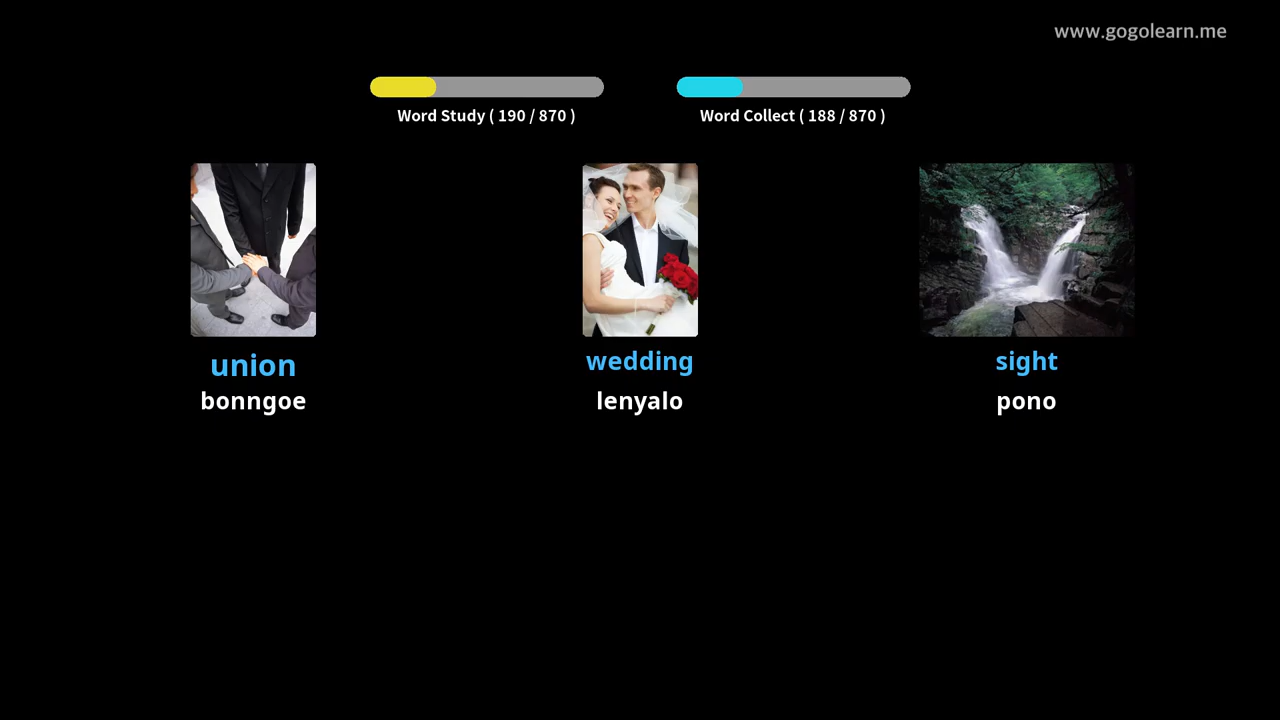 www.gogolearn.me
Word Study ( 190 / 870 )
Word Collect ( 188 / 870 )
union
bonngoe
wedding
lenyalo
sight
pono